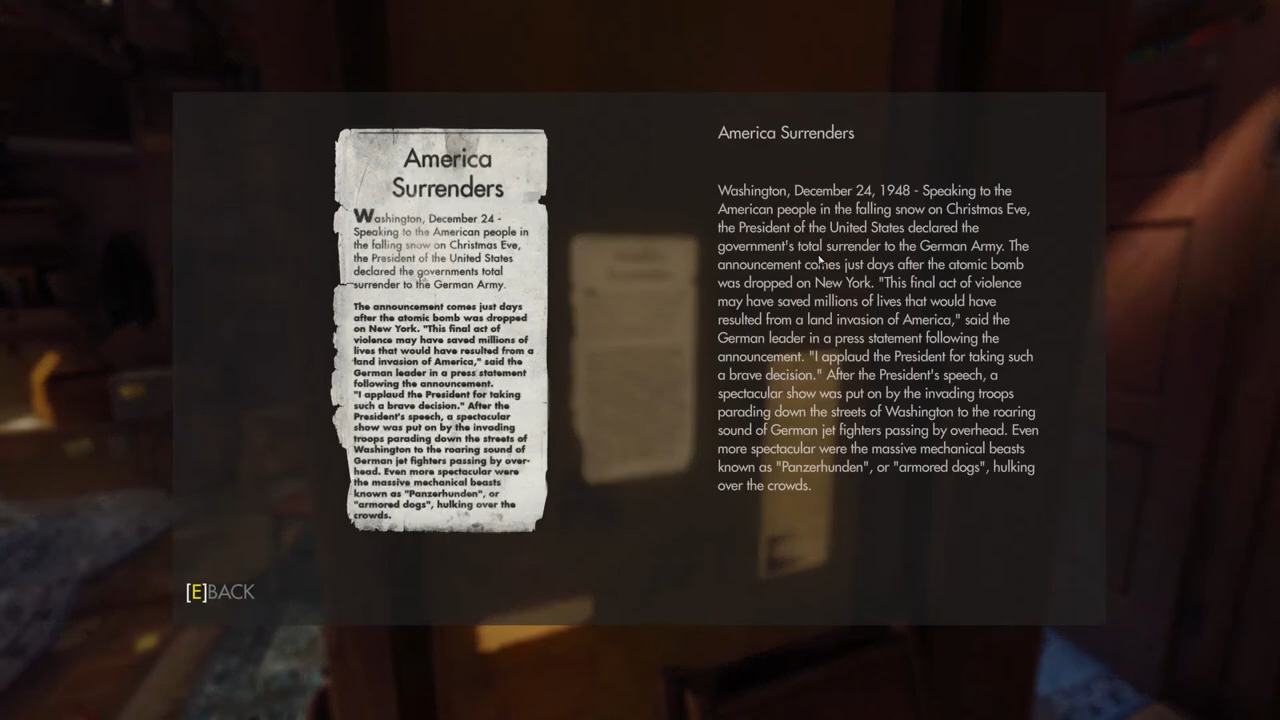 America
Surrenders
Washington, December 24 -
Speaking to the American people in
the falling snow on Christmas Eve,
the President of the United States
declared the governments total
surrender to the German Army.
The announcement comes just days
after the atomic bomb was dropped
on New York. "This final act of
violence may have saved millions of
lives that would have resulted from a
land invasion of America," said the
German leader in a press statement
following the announcement.
"I applaud the President for taking
such a brave decision." After the
President's speech, a spectacular
show was put on by the invading
troops parading down the streets of
Washington to the roaring sound of
German jet fighters passing by over-
head. Even more spectacular were
the massive mechanical beasts
known as "Panzerhunden", or
"armored dogs", hulking over the
crowds.
America Surrenders
Washington, December 24, 1948 - Speaking to the
American people in the falling snow on Christmas Eve,
the President of the United States declared the
government's total surrender to the German Army. The
announcement comes just days after the atomic bomb
was dropped on New York. "This final act of violence
may have saved millions of lives that would have
resulted from a land invasion of America," said the
German leader in a press statement following the
announcement. "I applaud the President for taking such
a brave decision." After the President's speech, a
spectacular show was put on by the invading troops
parading down the streets of Washington to the roaring
sound of German jet fighters passing by overhead. Even
more spectacular were the massive mechanical beasts
known as "Panzerhunden", or "armored dogs", hulking
over the crowds.
[E]BACK